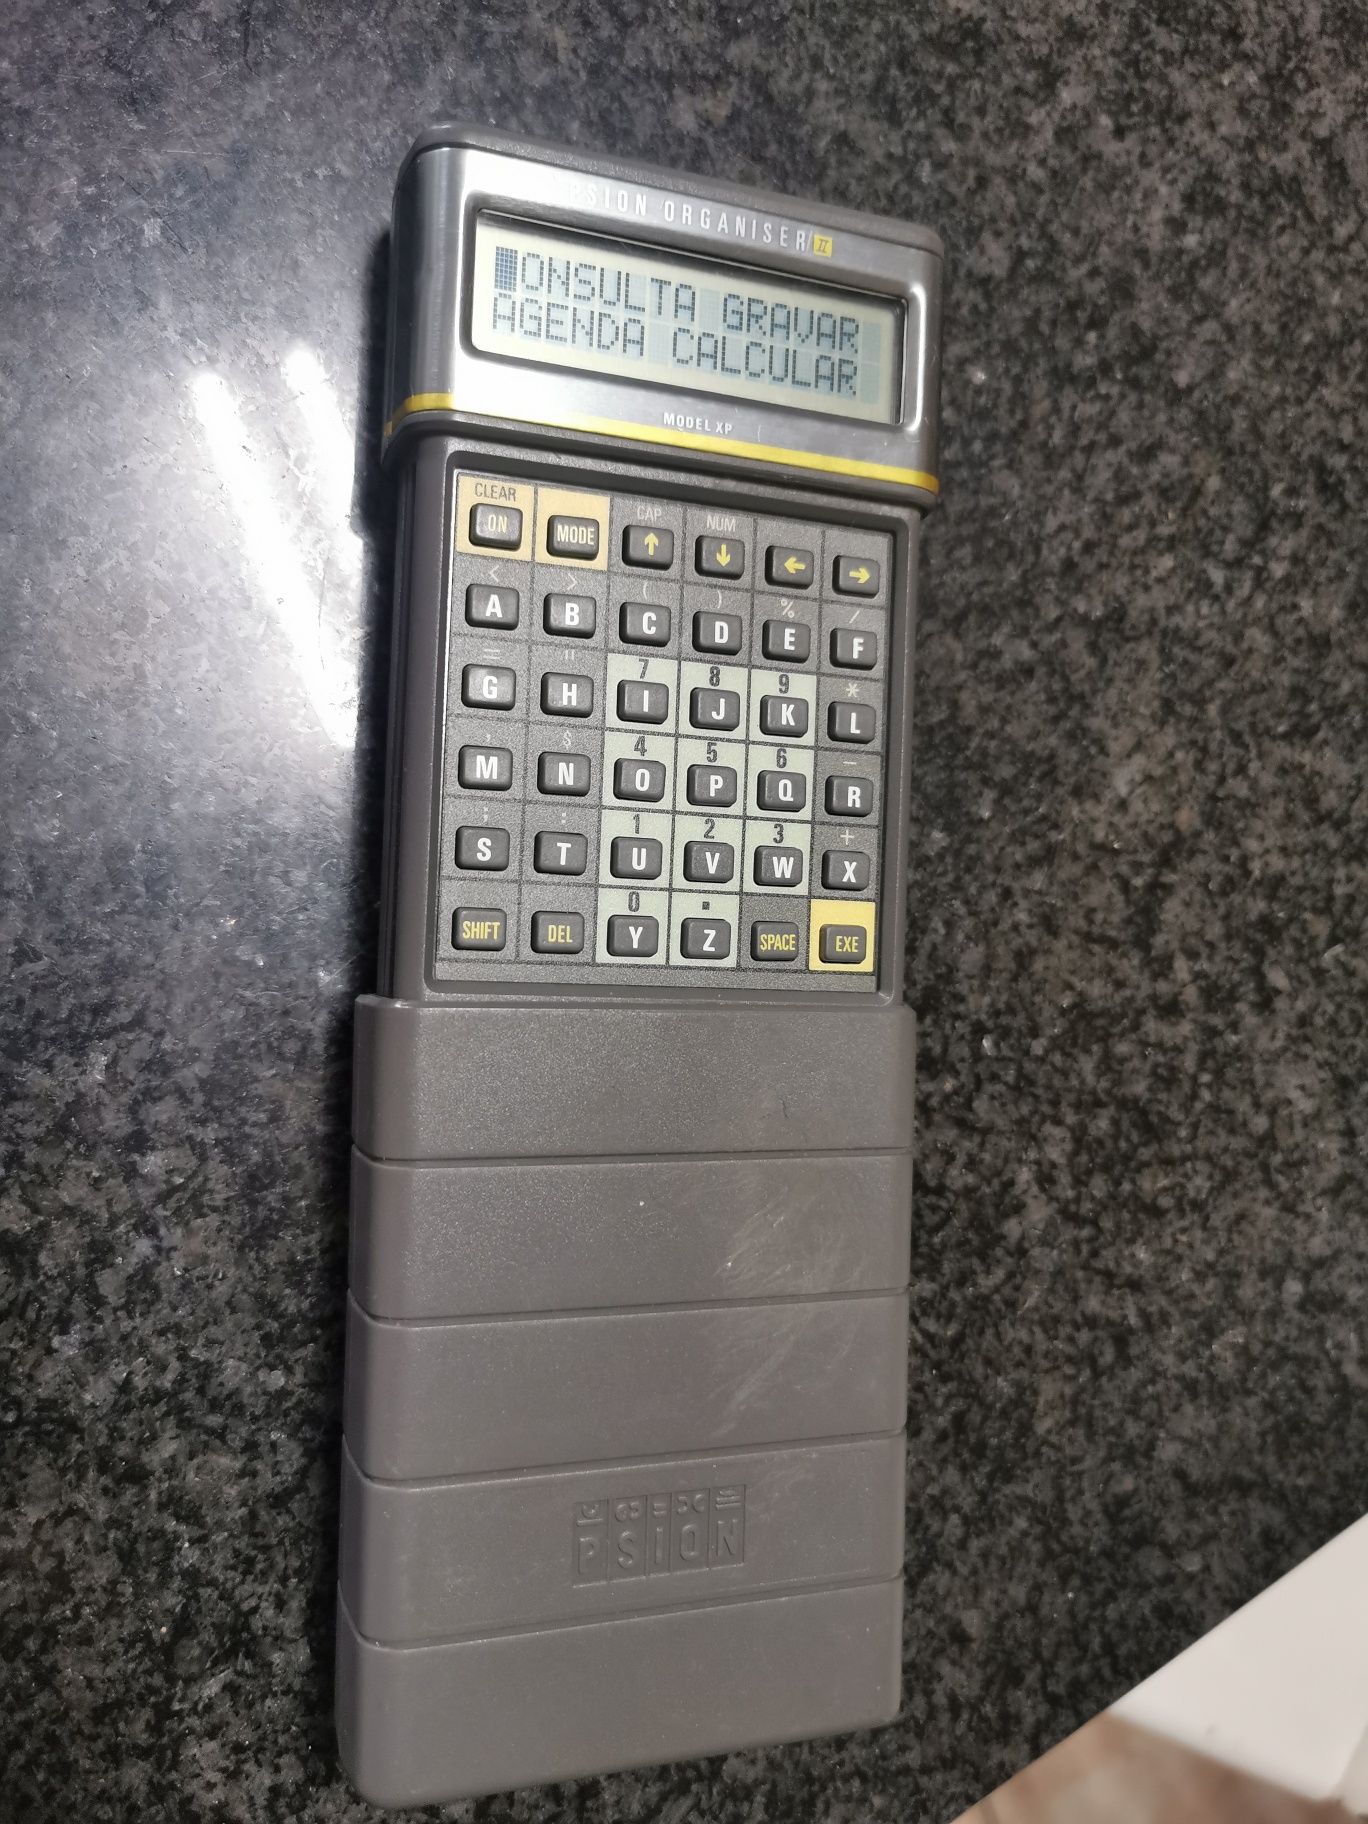 PSION ORGANISER II
ONSULTA GRAVAR
AGENDA CALCULAR
MODEL XP
CLEAR CAP NUM
ON MODE ↑ ↓ ← →
< > ( ) % /
A B C D E F
= " 7 8 9 *
G H I J K L
, $ 4 5 6 -
M N O P Q R
; : 1 2 3 +
S T U V W X
0 .
SHIFT DEL Y Z SPACE EXE
PSION